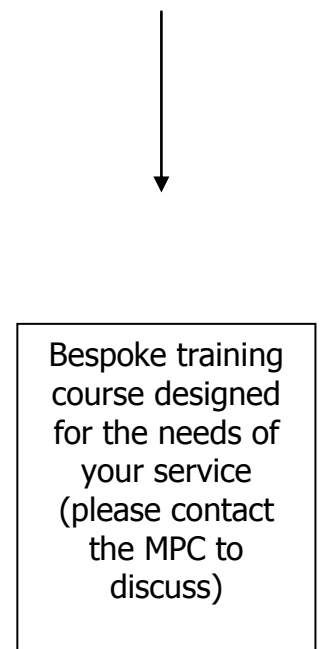 Bespoke training
course designed
for the needs of
your service
(please contact
the MPC to
discuss)